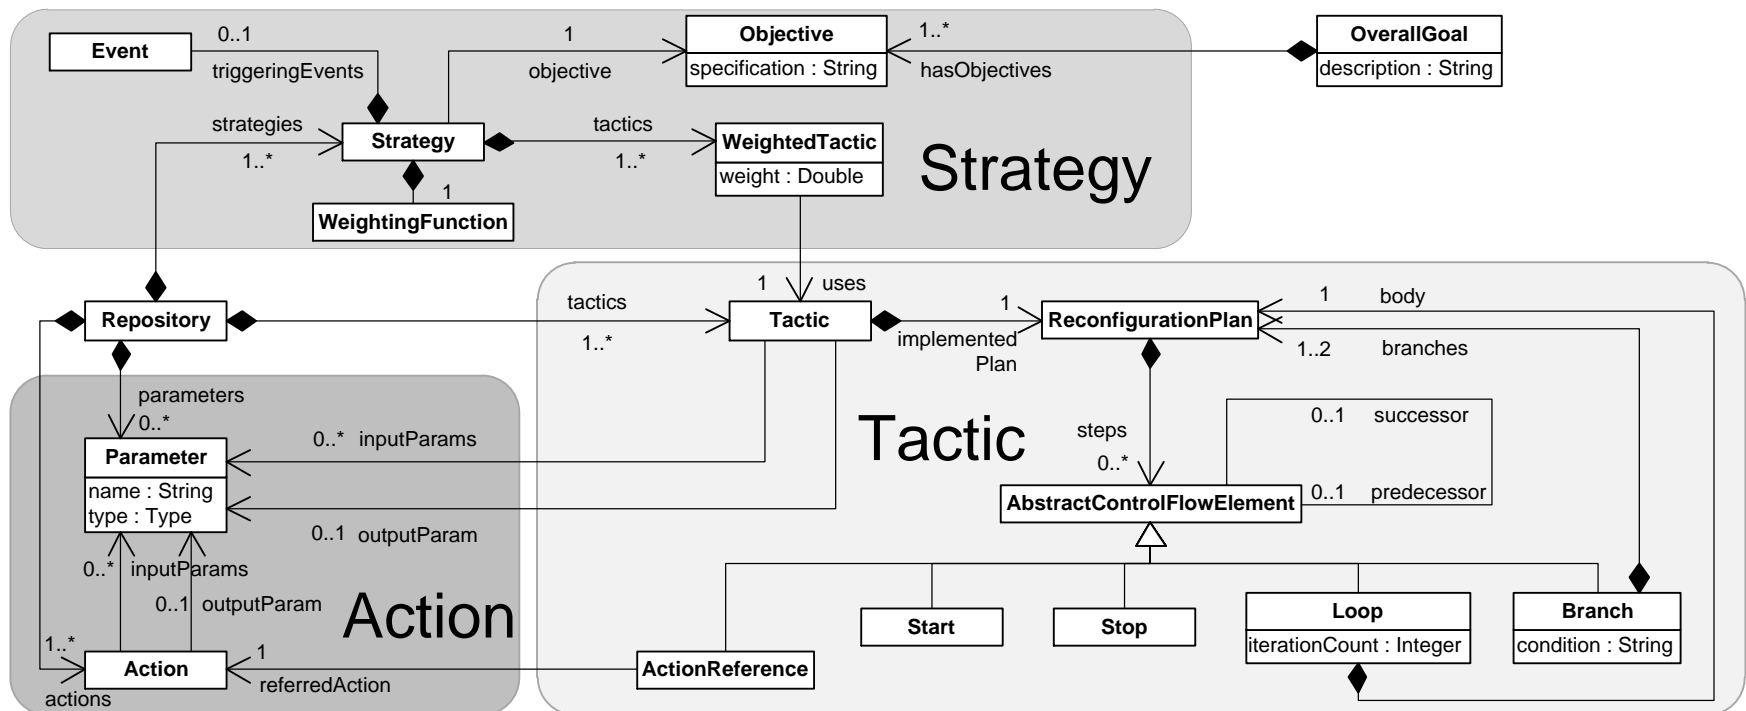 Event
0..1
triggeringEvents
1
objective
Objective
specification : String
1..*
hasObjectives
OverallGoal
description : String
strategies
1..*
Strategy
tactics
1..*
WeightedTactic
weight : Double
Strategy
1
WeightingFunction
1
uses
Repository
tactics
1..*
Tactic
1
implemented
Plan
ReconfigurationPlan
1
body
1..2
branches
parameters
0..*
Parameter
name : String
type : Type
0..*
inputParams
0..1
outputParam
Tactic
steps
0..*
0..1
successor
0..1
predecessor
AbstractControlFlowElement
0..*
inputParams
0..1
outputParam
Action
1..*
actions
Action
1
referredAction
ActionReference
Start
Stop
Loop
iterationCount : Integer
Branch
condition : String